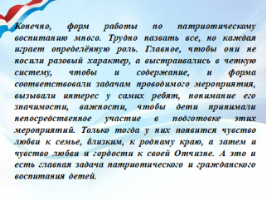 Конечно, форм работы по патриотическому
воспитанию много. Трудно назвать все, но каждая
играет определённую роль. Главное, чтобы они не
носили разовый характер, а выстраивались в четкую
систему, чтобы и содержание, и форма
соответствовали задачам проводимого мероприятия,
вызывали интерес у самих ребят, понимание его
значимости, важности, чтобы дети принимали
непосредственное участие в подготовке этих
мероприятий. Только тогда у них появится чувство
любви к семье, близким, к родному краю, а затем и
чувство любви и гордости к своей Отчизне. А это и
есть главная задача патриотического и гражданского
воспитания детей.